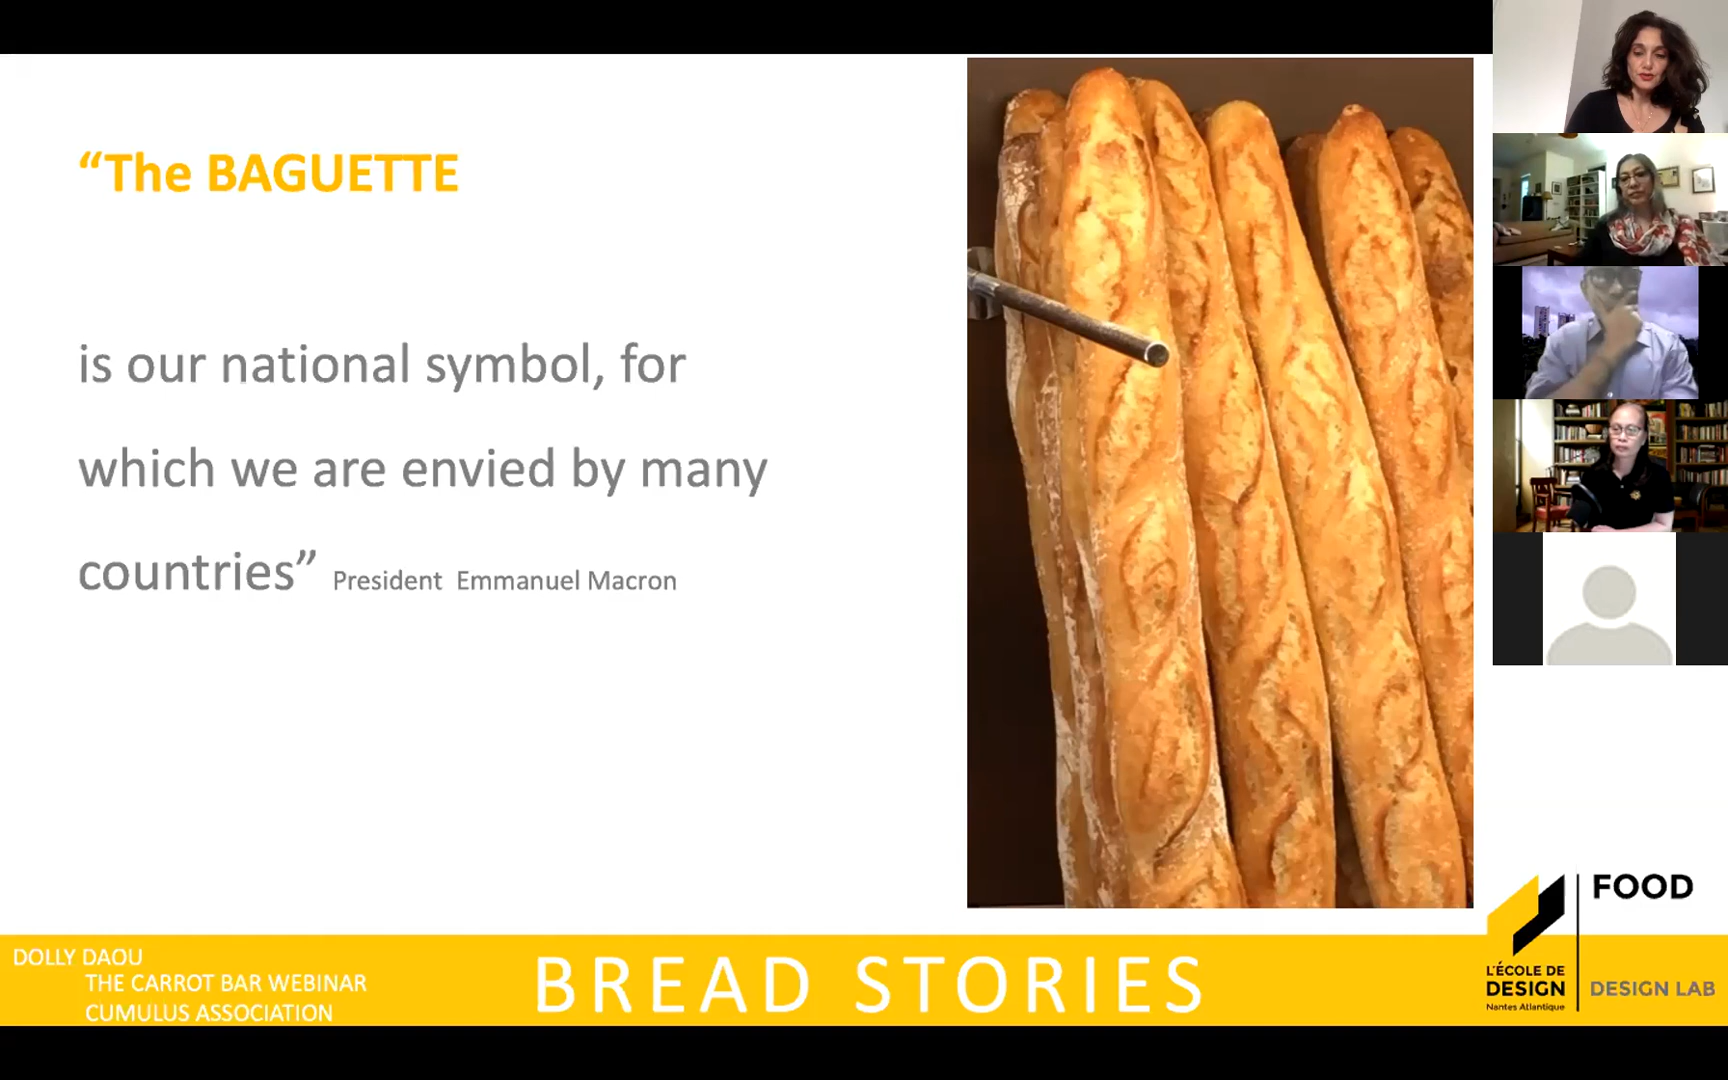 “The BAGUETTE
is our national symbol, for
which we are envied by many
countries” President Emmanuel Macron
DOLLY DAOU
THE CARROT BAR WEBINAR
CUMULUS ASSOCIATION
BREAD STORIES
L'ÉCOLE DE
DESIGN
Nantes Atlantique
FOOD
DESIGN LAB